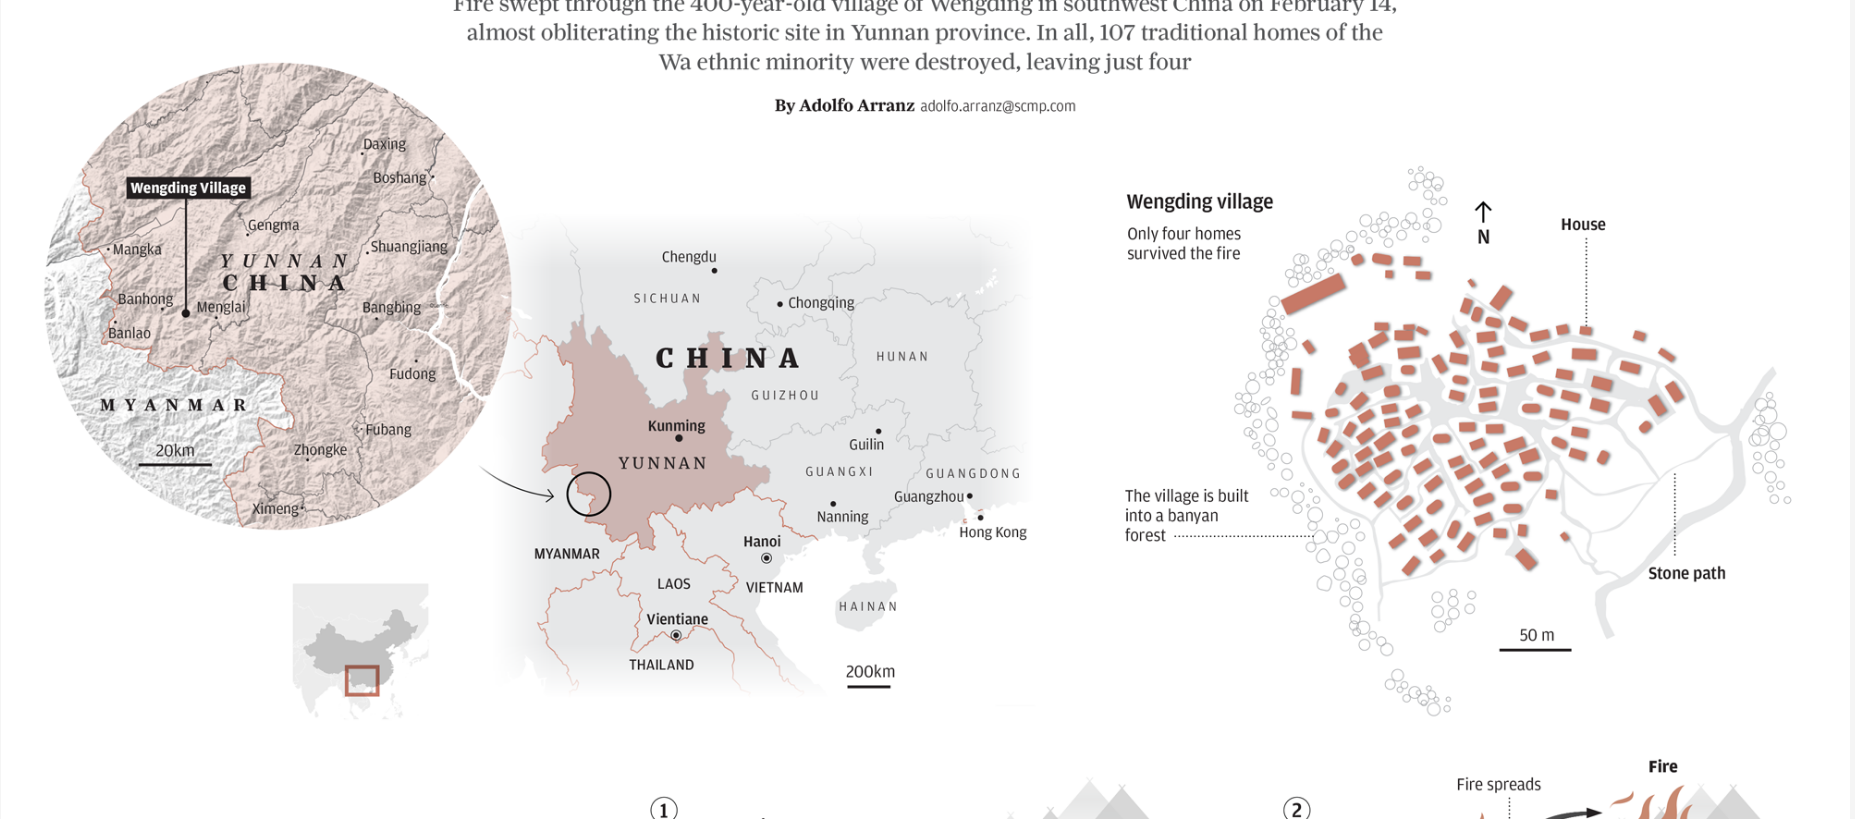 Fire swept through the 400-year-old village of Wengding in southwest China on February 14,
almost obliterating the historic site in Yunnan province. In all, 107 traditional homes of the
Wa ethnic minority were destroyed, leaving just four
By Adolfo Arranz adolfo.arranz@scmp.com
Daxing
Boshang
Wengding Village
Gengma
Mangka
Shuangjiang
YUNNAN
CHINA
Banhong
Menglai
Bangbing
Banlao
Fudong
MYANMAR
Fubang
20km
Zhongke
Ximeng
Chengdu
SICHUAN
Chongqing
CHINA
HUNAN
GUIZHOU
Kunming
Guilin
YUNNAN
GUANGXI
GUANGDONG
Guangzhou
Nanning
Hong Kong
Hanoi
MYANMAR
LAOS
VIETNAM
HAINAN
Vientiane
THAILAND
200km
Wengding village
Only four homes
survived the fire
N
House
The village is built
into a banyan
forest
Stone path
50 m
1
2
Fire spreads
Fire